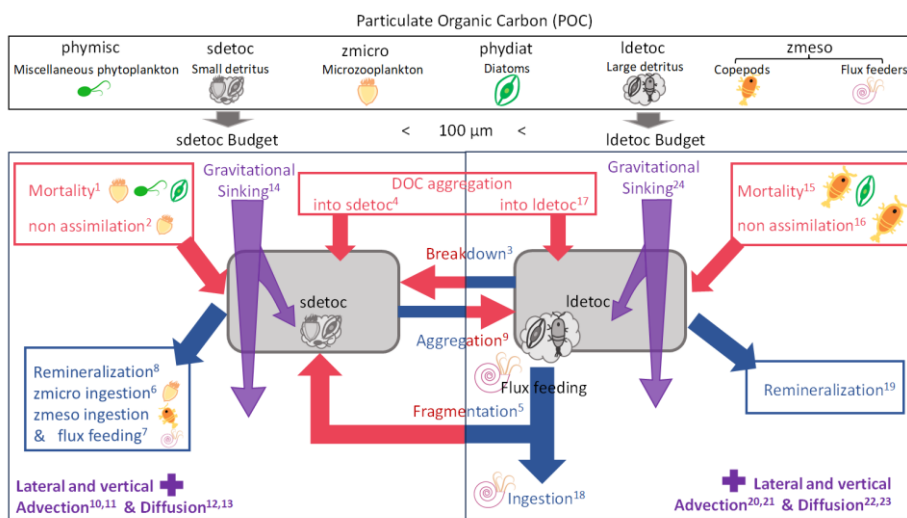 Particulate Organic Carbon (POC)
phymisc
Miscellaneous phytoplankton
sdetoc
Small detritus
zmicro
Microzooplankton
phydiat
Diatoms
ldetoc
Large detritus
zmeso
Copepods
Flux feeders
sdetoc Budget
< 100 µm <
ldetoc Budget
Mortality1
non assimilation2
Gravitational
Sinking14
DOC aggregation
into sdetoc4
into ldetoc17
Gravitational
Sinking24
Mortality15
non assimilation16
Breakdown3
sdetoc
ldetoc
Aggregation9
Flux feeding
Fragmentation5
Remineralization8
zmicro ingestion6
zmeso ingestion
& flux feeding7
Remineralization19
Ingestion18
Lateral and vertical
Advection10,11 & Diffusion12,13
Lateral and vertical
Advection20,21 & Diffusion22,23